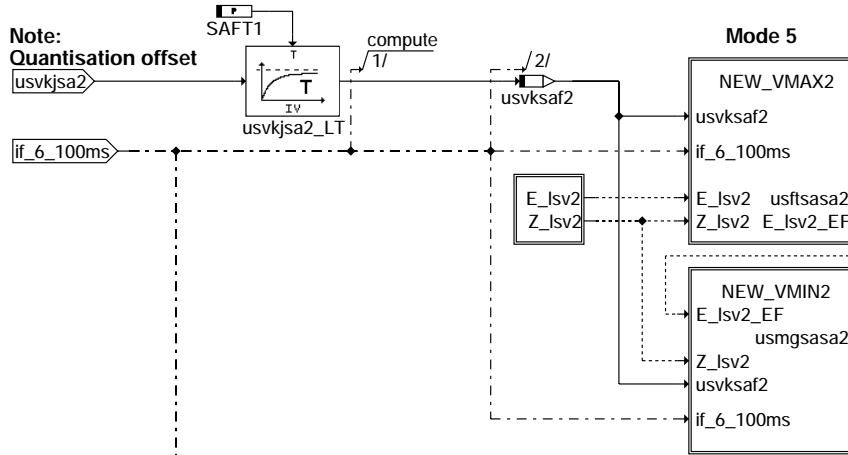 Note:
Quantisation offset
usvkjsa2
P
SAFT1
T
T
IV
usvkjsa2_LT
compute
1/
2/
usvksaf2
if_6_100ms
E_lsv2
Z_lsv2
Mode 5
NEW_VMAX2
usvksaf2
if_6_100ms
E_lsv2 usftsasa2
Z_lsv2 E_lsv2_EF
NEW_VMIN2
E_lsv2_EF
usmgsasa2
Z_lsv2
usvksaf2
if_6_100ms